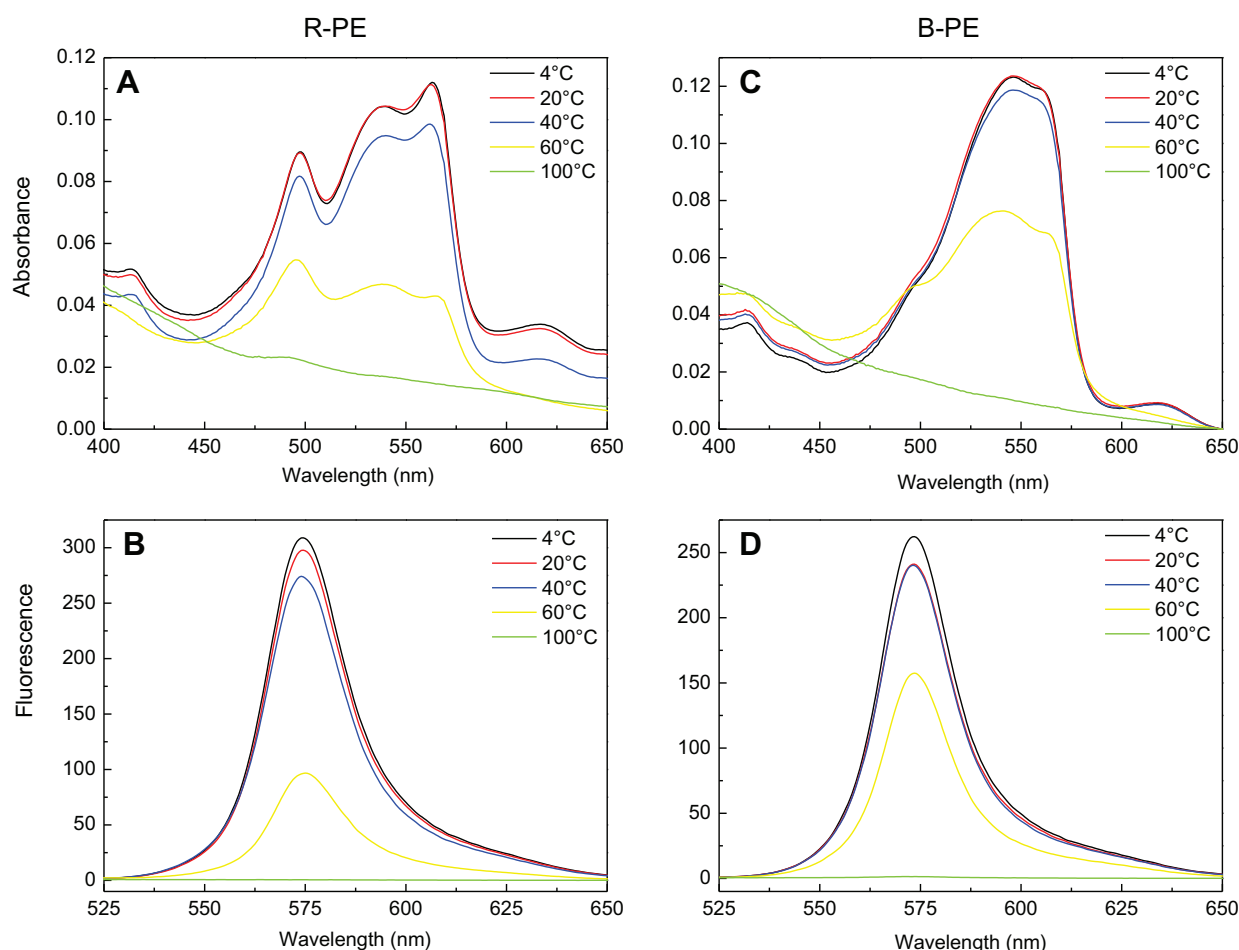 R-PE
B-PE
A
0.12
0.10
0.08
0.06
0.04
0.02
0.00
Absorbance
4°C
20°C
40°C
60°C
100°C
400 450 500 550 600 650
Wavelength (nm)
C
0.12
0.10
0.08
0.06
0.04
0.02
0.00
4°C
20°C
40°C
60°C
100°C
400 450 500 550 600 650
Wavelength (nm)
B
300
250
200
150
100
50
0
Fluorescence
4°C
20°C
40°C
60°C
100°C
525 550 575 600 625 650
Wavelength (nm)
D
250
200
150
100
50
0
4°C
20°C
40°C
60°C
100°C
525 550 575 600 625 650
Wavelength (nm)